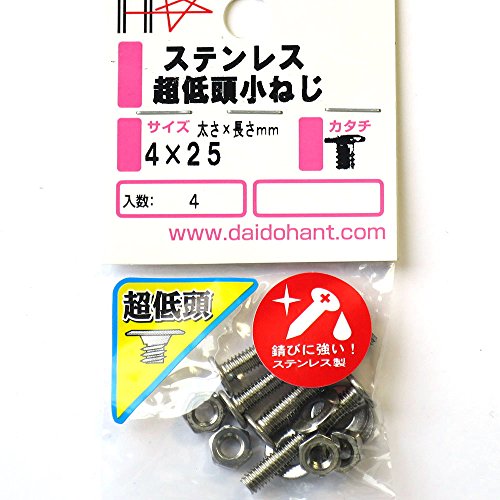 ステンレス
超低頭小ねじ
サイズ 太さ×長さmm
4×25
カタチ
入数: 4
www.daidohant.com
超低頭
錆びに強い!
ステンレス製